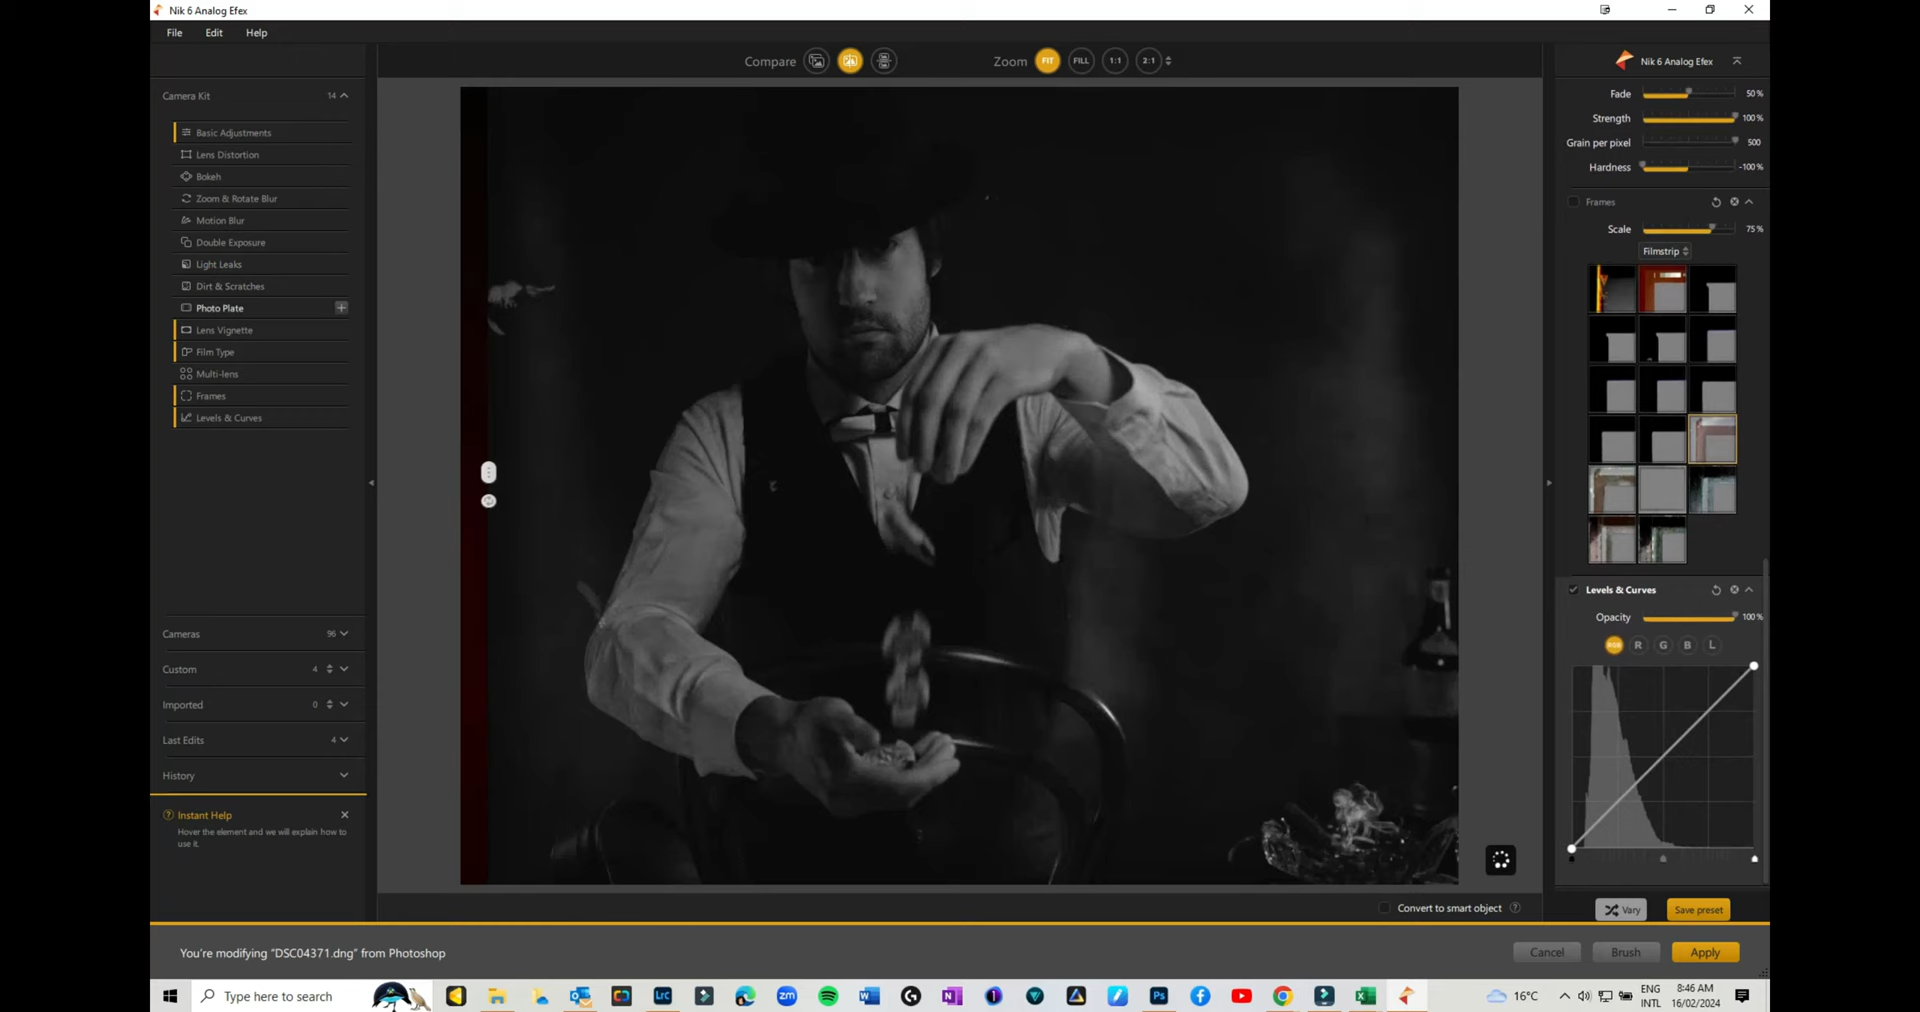 Nik 6 Analog Efex
File Edit Help
Compare
Zoom FIT FILL 1:1 2:1
Nik 6 Analog Efex
Camera Kit 14
Basic Adjustments
Lens Distortion
Bokeh
Zoom & Rotate Blur
Motion Blur
Double Exposure
Light Leaks
Dirt & Scratches
Photo Plate
Lens Vignette
Film Type
Multi-lens
Frames
Levels & Curves
Cameras 96
Custom 4
Imported 0
Last Edits 4
History
Instant Help
Hover the element and we will explain how to
use it.
Fade 50 %
Strength 100 %
Grain per pixel 500
Hardness -100 %
Frames
Scale 75 %
Filmstrip
Levels & Curves
Opacity 100 %
RGB R G B L
Convert to smart object
Vary Save preset
You're modifying "DSC04371.dng" from Photoshop
Cancel Brush Apply
Type here to search
Lrc
zm
W
N
Ps
X
16°C
ENG
INTL
8:46 AM
16/02/2024